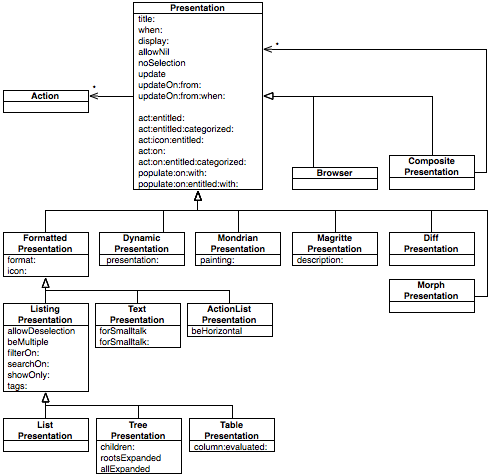 Presentation
title:
when:
display:
allowNil
noSelection
update
updateOn:from:
updateOn:from:when:
act:entitled:
act:entitled:categorized:
act:icon:entitled:
act:on:
act:on:entitled:categorized:
populate:on:with:
populate:on:entitled:with:
*
*
Action
Browser
Composite
Presentation
Formatted
Presentation
format:
icon:
Dynamic
Presentation
presentation:
Mondrian
Presentation
painting:
Magritte
Presentation
description:
Diff
Presentation
Morph
Presentation
Listing
Presentation
allowDeselection
beMultiple
filterOn:
searchOn:
showOnly:
tags:
Text
Presentation
forSmalltalk
forSmalltalk:
ActionList
Presentation
beHorizontal
List
Presentation
Tree
Presentation
children:
rootsExpanded
allExpanded
Table
Presentation
column:evaluated: